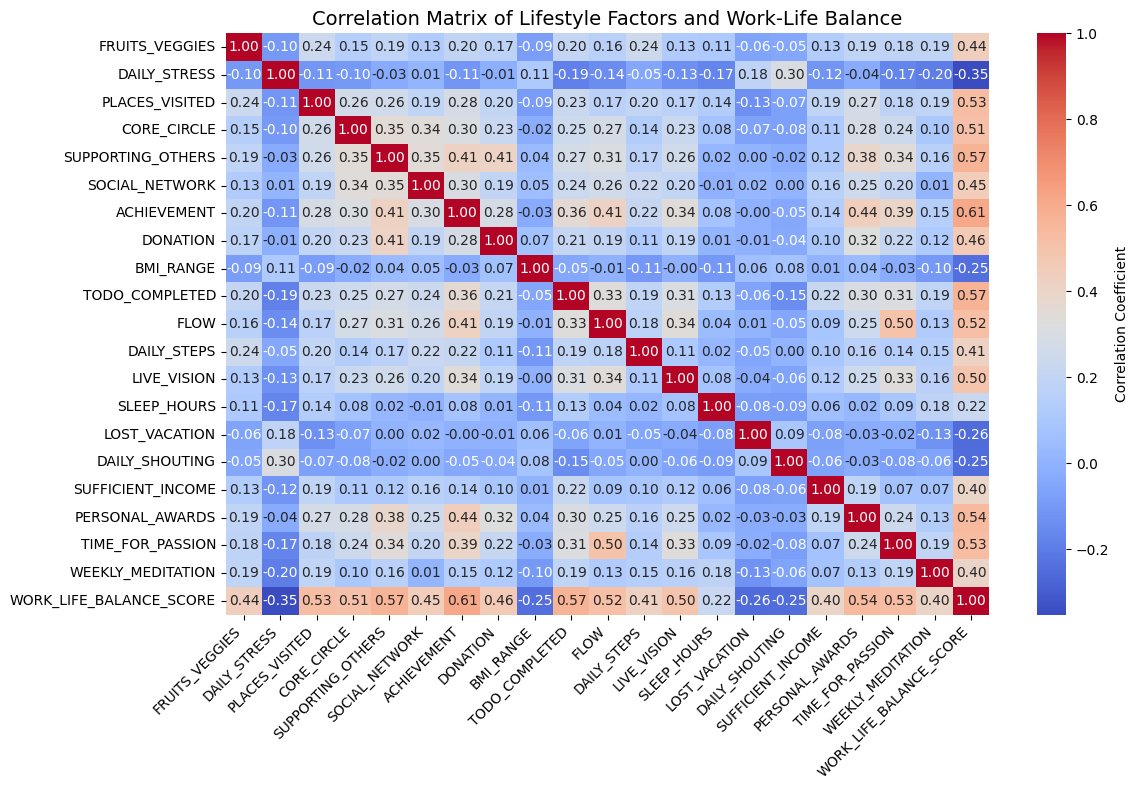 Correlation Matrix of Lifestyle Factors and Work-Life Balance
FRUITS_VEGGIES 1.00 -0.10 0.24 0.15 0.19 0.13 0.20 0.17 -0.09 0.20 0.16 0.24 0.13 0.11 -0.06 -0.05 0.13 0.19 0.18 0.19 0.44
DAILY_STRESS -0.10 1.00 -0.11 -0.10 -0.03 0.01 -0.11 -0.01 0.11 -0.19 -0.14 -0.05 -0.13 -0.17 0.18 0.30 -0.12 -0.04 -0.17 -0.20 -0.35
PLACES_VISITED 0.24 -0.11 1.00 0.26 0.26 0.19 0.28 0.20 -0.09 0.23 0.17 0.20 0.17 0.14 -0.13 -0.07 0.19 0.27 0.18 0.19 0.53
CORE_CIRCLE 0.15 -0.10 0.26 1.00 0.35 0.34 0.30 0.23 -0.02 0.25 0.27 0.14 0.23 0.08 -0.07 -0.08 0.11 0.28 0.24 0.10 0.51
SUPPORTING_OTHERS 0.19 -0.03 0.26 0.35 1.00 0.35 0.41 0.41 0.04 0.27 0.31 0.17 0.26 0.02 0.00 -0.02 0.12 0.38 0.34 0.16 0.57
SOCIAL_NETWORK 0.13 0.01 0.19 0.34 0.35 1.00 0.30 0.19 0.05 0.24 0.26 0.22 0.20 -0.01 0.02 0.00 0.16 0.25 0.20 0.01 0.45
ACHIEVEMENT 0.20 -0.11 0.28 0.30 0.41 0.30 1.00 0.28 -0.03 0.36 0.41 0.22 0.34 0.08 -0.00 -0.05 0.14 0.44 0.39 0.15 0.61
DONATION 0.17 -0.01 0.20 0.23 0.41 0.19 0.28 1.00 0.07 0.21 0.19 0.11 0.19 0.01 -0.01 -0.04 0.10 0.32 0.22 0.12 0.46
BMI_RANGE -0.09 0.11 -0.09 -0.02 0.04 0.05 -0.03 0.07 1.00 -0.05 -0.01 -0.11 -0.00 -0.11 0.06 0.08 0.01 0.04 -0.03 -0.10 -0.25
TODO_COMPLETED 0.20 -0.19 0.23 0.25 0.27 0.24 0.36 0.21 -0.05 1.00 0.33 0.19 0.31 0.13 -0.06 -0.15 0.22 0.30 0.31 0.19 0.57
FLOW 0.16 -0.14 0.17 0.27 0.31 0.26 0.41 0.19 -0.01 0.33 1.00 0.18 0.34 0.04 0.01 -0.05 0.09 0.25 0.50 0.13 0.52
DAILY_STEPS 0.24 -0.05 0.20 0.14 0.17 0.22 0.22 0.11 -0.11 0.19 0.18 1.00 0.11 0.02 -0.05 0.00 0.10 0.16 0.14 0.15 0.41
LIVE_VISION 0.13 -0.13 0.17 0.23 0.26 0.20 0.34 0.19 -0.00 0.31 0.34 0.11 1.00 0.08 -0.04 -0.06 0.12 0.25 0.33 0.16 0.50
SLEEP_HOURS 0.11 -0.17 0.14 0.08 0.02 -0.01 0.08 0.01 -0.11 0.13 0.04 0.02 0.08 1.00 -0.08 -0.09 0.06 0.02 0.09 0.18 0.22
LOST_VACATION -0.06 0.18 -0.13 -0.07 0.00 0.02 -0.00 -0.01 0.06 -0.06 0.01 -0.05 -0.04 -0.08 1.00 0.09 -0.08 -0.03 -0.02 -0.13 -0.26
DAILY_SHOUTING -0.05 0.30 -0.07 -0.08 -0.02 0.00 -0.05 -0.04 0.08 -0.15 -0.05 0.00 -0.06 -0.09 0.09 1.00 -0.06 -0.03 -0.08 -0.06 -0.25
SUFFICIENT_INCOME 0.13 -0.12 0.19 0.11 0.12 0.16 0.14 0.10 0.01 0.22 0.09 0.10 0.12 0.06 -0.08 -0.06 1.00 0.19 0.07 0.07 0.40
PERSONAL_AWARDS 0.19 -0.04 0.27 0.28 0.38 0.25 0.44 0.32 0.04 0.30 0.25 0.16 0.25 0.02 -0.03 -0.03 0.19 1.00 0.24 0.13 0.54
TIME_FOR_PASSION 0.18 -0.17 0.18 0.24 0.34 0.20 0.39 0.22 -0.03 0.31 0.50 0.14 0.33 0.09 -0.02 -0.08 0.07 0.24 1.00 0.19 0.53
WEEKLY_MEDITATION 0.19 -0.20 0.19 0.10 0.16 0.01 0.15 0.12 -0.10 0.19 0.13 0.15 0.16 0.18 -0.13 -0.06 0.07 0.13 0.19 1.00 0.40
WORK_LIFE_BALANCE_SCORE 0.44 -0.35 0.53 0.51 0.57 0.45 0.61 0.46 -0.25 0.57 0.52 0.41 0.50 0.22 -0.26 -0.25 0.40 0.54 0.53 0.40 1.00
FRUITS_VEGGIES
DAILY_STRESS
PLACES_VISITED
CORE_CIRCLE
SUPPORTING_OTHERS
SOCIAL_NETWORK
ACHIEVEMENT
DONATION
BMI_RANGE
TODO_COMPLETED
FLOW
DAILY_STEPS
LIVE_VISION
SLEEP_HOURS
LOST_VACATION
DAILY_SHOUTING
SUFFICIENT_INCOME
PERSONAL_AWARDS
TIME_FOR_PASSION
WEEKLY_MEDITATION
WORK_LIFE_BALANCE_SCORE
1.0
0.8
0.6
0.4
0.2
0.0
−0.2
Correlation Coefficient